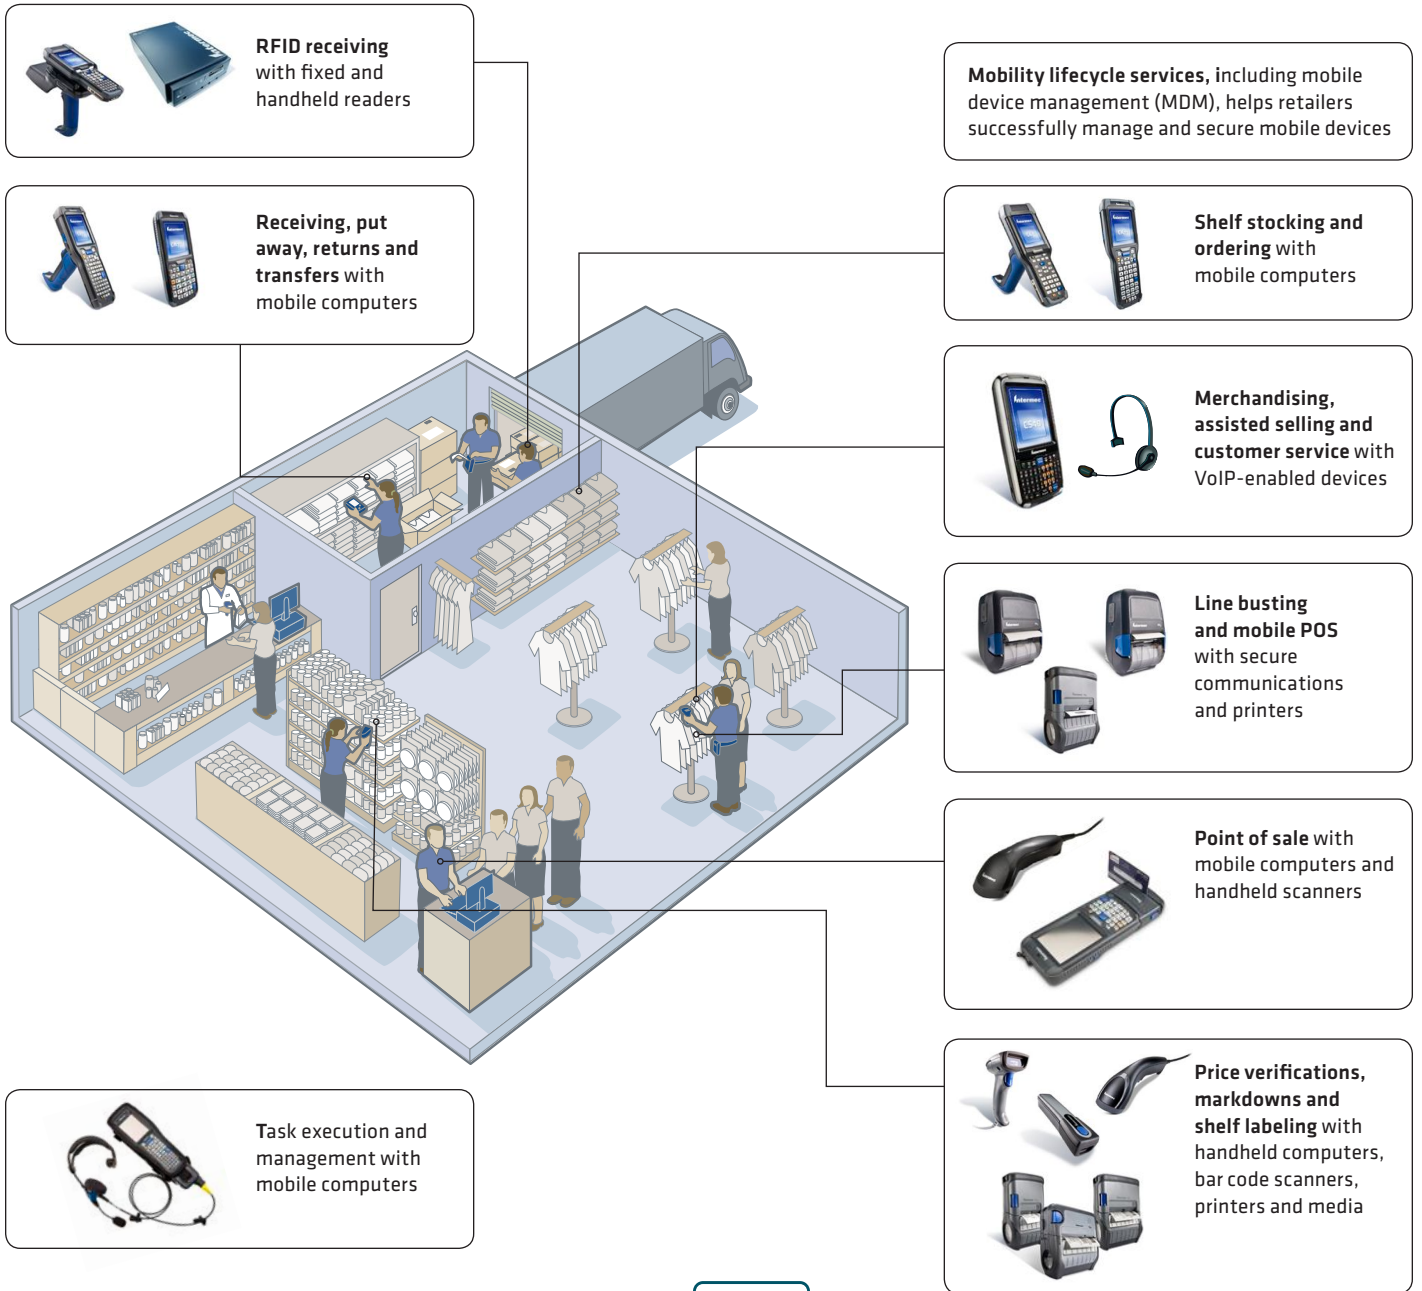 RFID receiving
with fixed and
handheld readers
Mobility lifecycle services, including mobile
device management (MDM), helps retailers
successfully manage and secure mobile devices
Receiving, put
away, returns and
transfers with
mobile computers
Shelf stocking and
ordering with
mobile computers
Merchandising,
assisted selling and
customer service with
VoIP-enabled devices
Line busting
and mobile POS
with secure
communications
and printers
Point of sale with
mobile computers and
handheld scanners
Task execution and
management with
mobile computers
Price verifications,
markdowns and
shelf labeling with
handheld computers,
bar code scanners,
printers and media
Intermec
Intermec